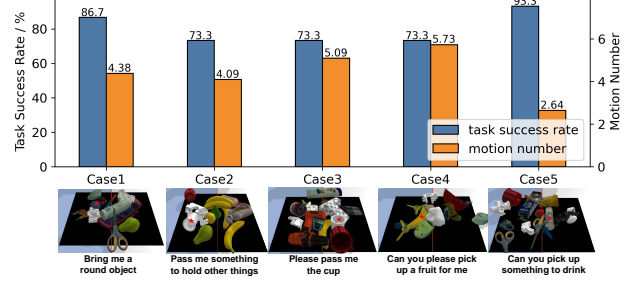 Task Success Rate / %
80
60
40
20
0
86.7
4.38
73.3
4.09
73.3
5.09
73.3
5.73
93.3
2.64
6
4
2
0
Motion Number
task success rate
motion number
Case1
Case2
Case3
Case4
Case5
Bring me a
round object
Pass me something
to hold other things
Please pass me
the cup
Can you please pick
up a fruit for me
Can you pick up
something to drink